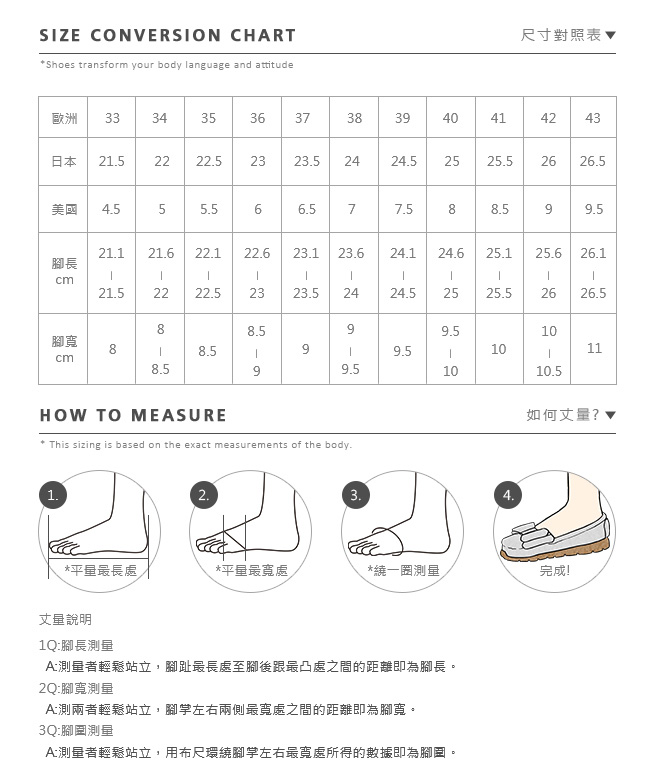 SIZE CONVERSION CHART 尺寸對照表▼
*Shoes transform your body language and attitude
歐洲 33 34 35 36 37 38 39 40 41 42 43
日本 21.5 22 22.5 23 23.5 24 24.5 25 25.5 26 26.5
美國 4.5 5 5.5 6 6.5 7 7.5 8 8.5 9 9.5
腳長 cm 21.1|21.5 21.6|22 22.1|22.5 22.6|23 23.1|23.5 23.6|24 24.1|24.5 24.6|25 25.1|25.5 25.6|26 26.1|26.5
腳寬 cm 8 8|8.5 8.5 8.5|9 9 9|9.5 9.5 9.5|10 10 10|10.5 11
HOW TO MEASURE 如何丈量?▼
* This sizing is based on the exact measurements of the body.
1. 2. 3. 4.
*平量最長處 *平量最寬處 *繞一圈測量 完成!
丈量說明
1Q:腳長測量
A:測量者輕鬆站立，腳趾最長處至腳後跟最凸處之間的距離即為腳長。
2Q:腳寬測量
A:測兩者輕鬆站立，腳掌左右兩側最寬處之間的距離即為腳寬。
3Q:腳圍測量
A:測量者輕鬆站立，用布尺環繞腳掌左右最寬處所得的數據即為腳圍。